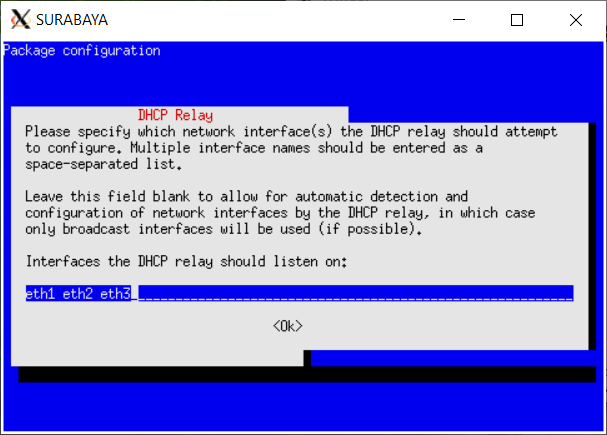 SURABAYA
Package configuration
DHCP Relay
Please specify which network interface(s) the DHCP relay should attempt
to configure. Multiple interface names should be entered as a
space-separated list.
Leave this field blank to allow for automatic detection and
configuration of network interfaces by the DHCP relay, in which case
only broadcast interfaces will be used (if possible).
Interfaces the DHCP relay should listen on:
eth1 eth2 eth3
<Ok>